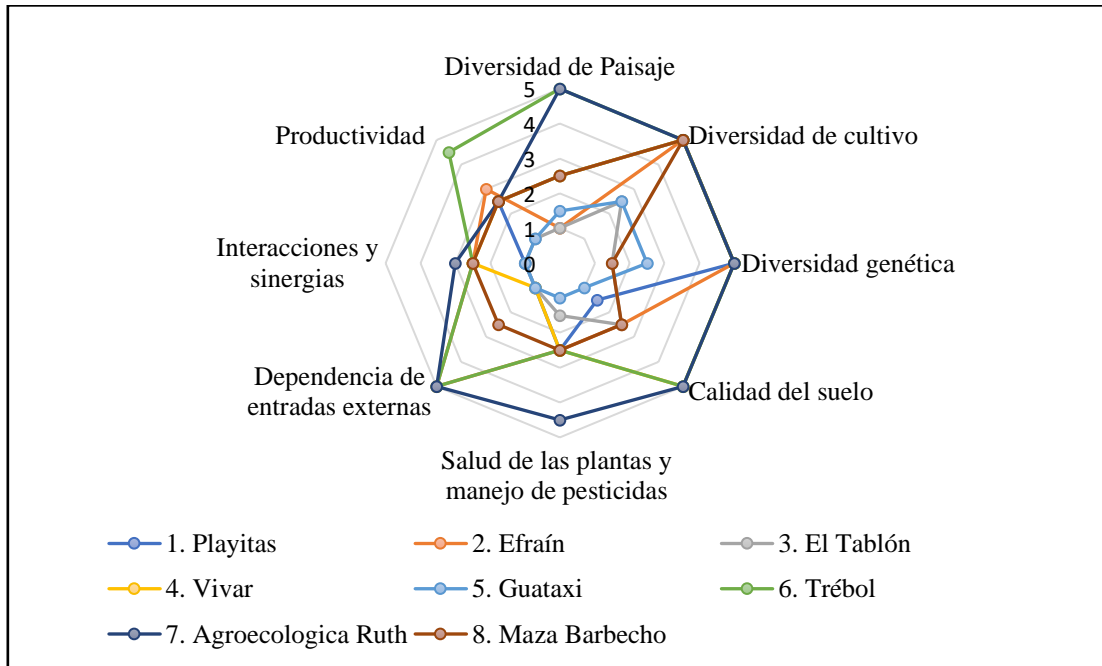 Diversidad de Paisaje
5
4
3
2
1
0
Productividad
Diversidad de cultivo
Interacciones y
sinergias
Diversidad genética
Dependencia de
entradas externas
Calidad del suelo
Salud de las plantas y
manejo de pesticidas
1. Playitas
2. Efraín
3. El Tablón
4. Vivar
5. Guataxi
6. Trébol
7. Agroecologica Ruth
8. Maza Barbecho